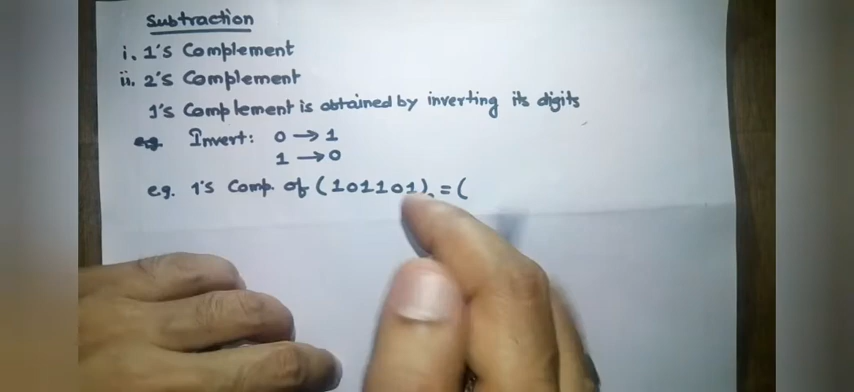 Subtraction
i. 1's Complement
ii. 2's Complement
1's Complement is obtained by inverting its digits
eg. Invert: 0 → 1
1 → 0
e.g. 1's Comp. of (101101)₂ = (